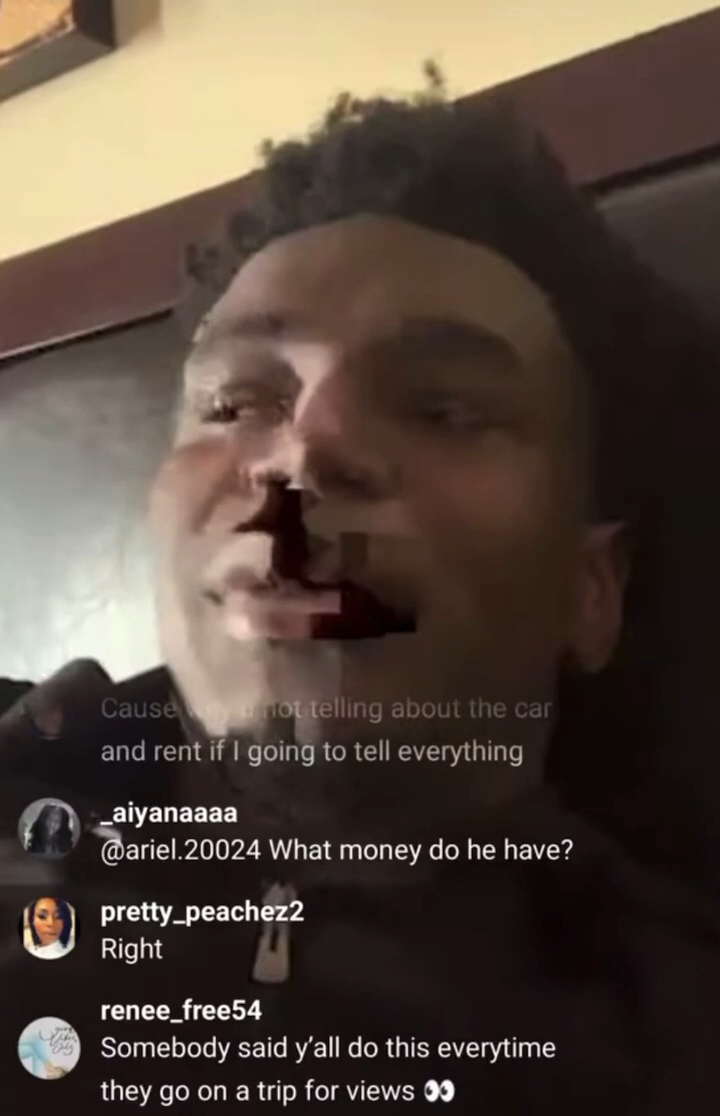 Cause not telling about the car
and rent if I going to tell everything
_aiyanaaaa
@ariel.20024 What money do he have?
pretty_peachez2
Right
renee_free54
Somebody said y'all do this everytime
they go on a trip for views 👀